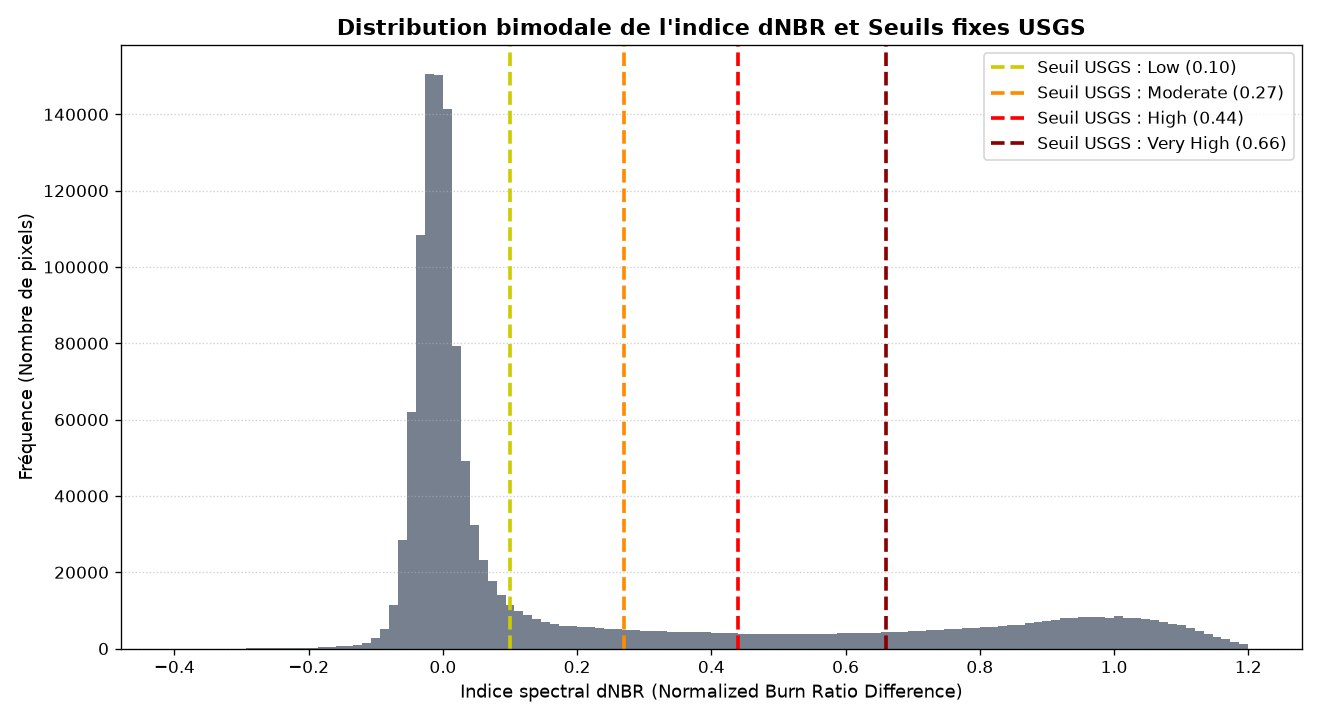 Distribution bimodale de l'indice dNBR et Seuils fixes USGS
Seuil USGS : Low (0.10)
Seuil USGS : Moderate (0.27)
Seuil USGS : High (0.44)
Seuil USGS : Very High (0.66)
Fréquence (Nombre de pixels)
140000
120000
100000
80000
60000
40000
20000
0
−0.4 −0.2 0.0 0.2 0.4 0.6 0.8 1.0 1.2
Indice spectral dNBR (Normalized Burn Ratio Difference)